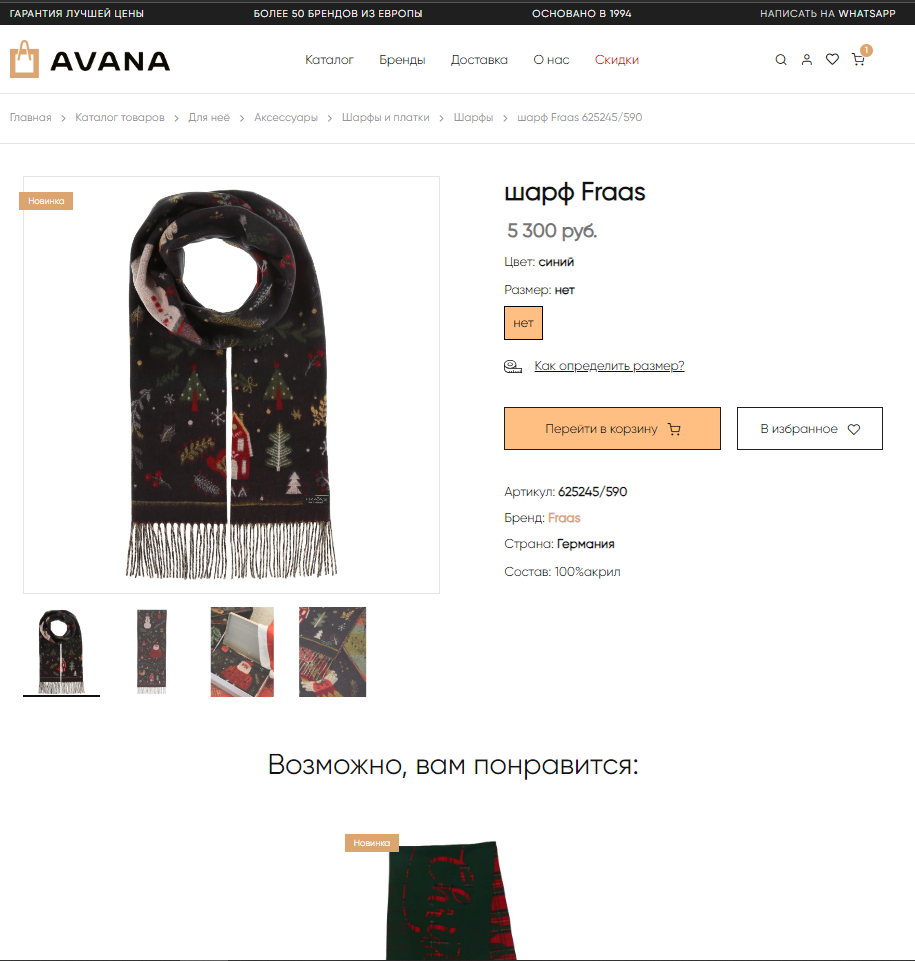 ГАРАНТИЯ ЛУЧШЕЙ ЦЕНЫ
БОЛЕЕ 50 БРЕНДОВ ИЗ ЕВРОПЫ
ОСНОВАНО В 1994
НАПИСАТЬ НА WHATSAPP
AVANA
Каталог
Бренды
Доставка
О нас
Скидки
1
Главная > Каталог товаров > Для неё > Аксессуары > Шарфы и платки > Шарфы > шарф Fraas 625245/590
Новинка
шарф Fraas
5 300 руб.
Цвет: синий
Размер: нет
нет
Как определить размер?
Перейти в корзину
В избранное
Артикул: 625245/590
Бренд: Fraas
Страна: Германия
Состав: 100%акрил
Возможно, вам понравится:
Новинка